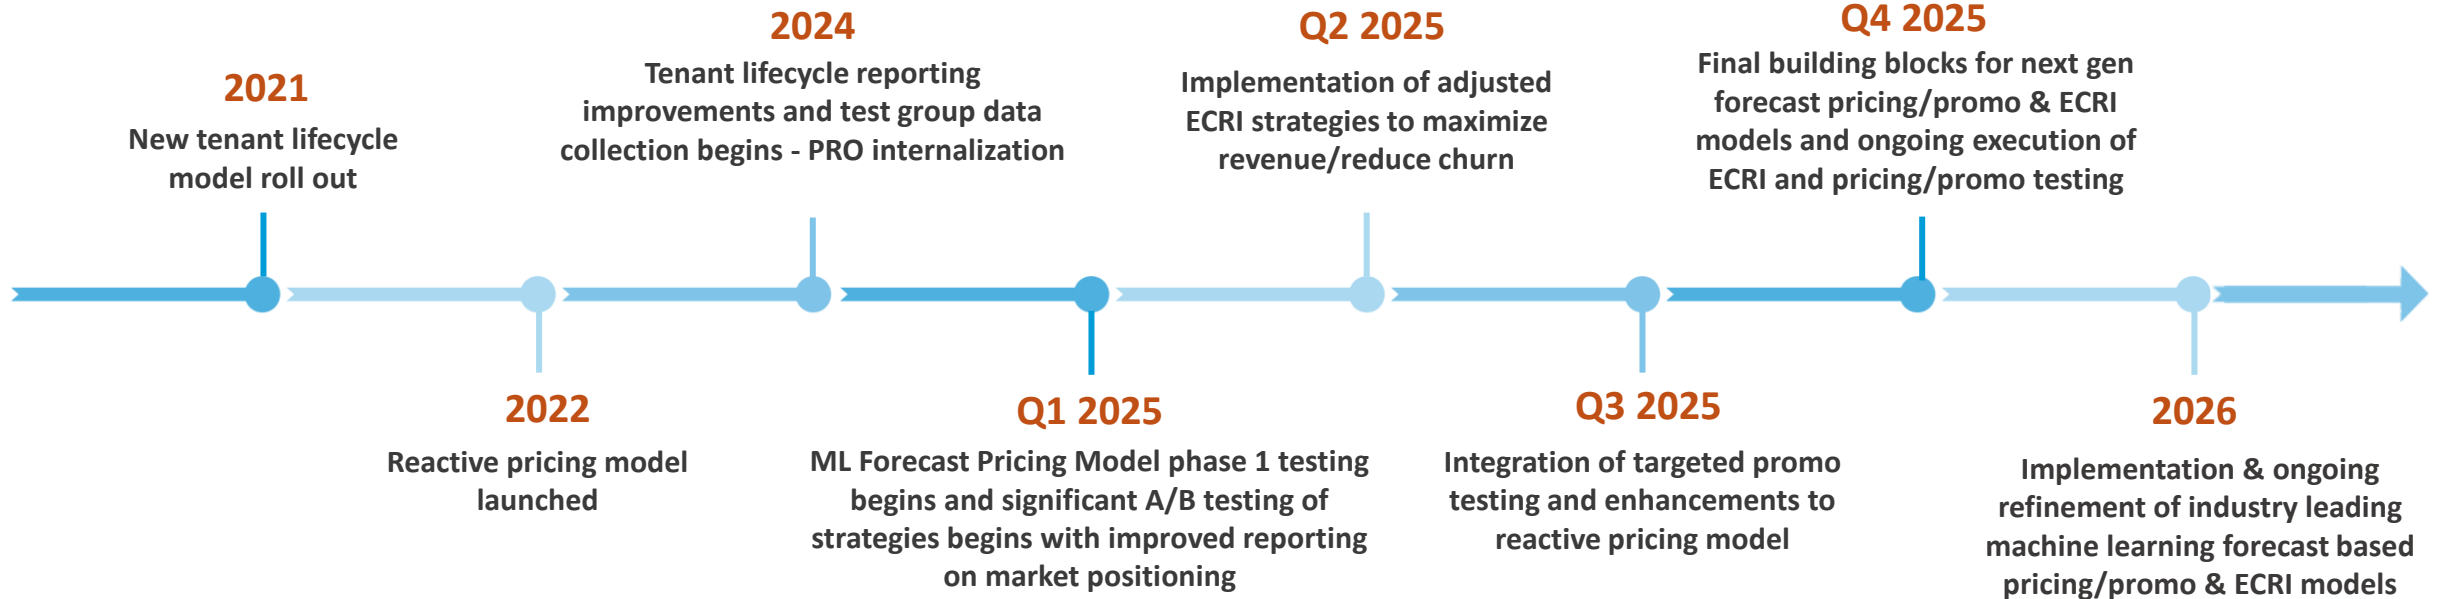 2021
New tenant lifecycle
model roll out
2022
Reactive pricing model
launched
2024
Tenant lifecycle reporting
improvements and test group data
collection begins - PRO internalization
Q1 2025
ML Forecast Pricing Model phase 1 testing
begins and significant A/B testing of
strategies begins with improved reporting
on market positioning
Q2 2025
Implementation of adjusted
ECRI strategies to maximize
revenue/reduce churn
Q3 2025
Integration of targeted promo
testing and enhancements to
reactive pricing model
Q4 2025
Final building blocks for next gen
forecast pricing/promo & ECRI
models and ongoing execution of
ECRI and pricing/promo testing
2026
Implementation & ongoing
refinement of industry leading
machine learning forecast based
pricing/promo & ECRI models